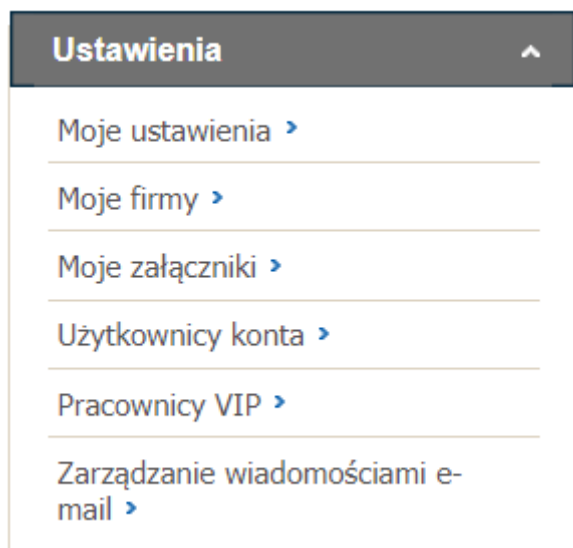 Ustawienia
Moje ustawienia
Moje firmy
Moje załączniki
Użytkownicy konta
Pracownicy VIP
Zarządzanie wiadomościami e-
mail